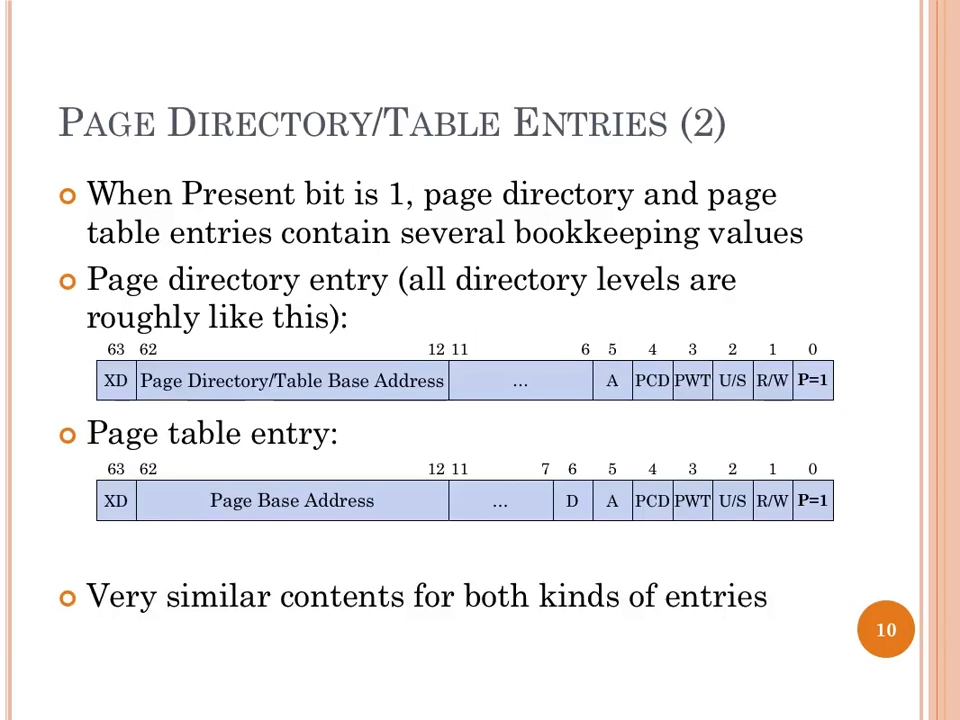 PAGE DIRECTORY/TABLE ENTRIES (2)
When Present bit is 1, page directory and page
table entries contain several bookkeeping values
Page directory entry (all directory levels are
roughly like this):
63 62 12 11 6 5 4 3 2 1 0
XD Page Directory/Table Base Address ... A PCD PWT U/S R/W P=1
Page table entry:
63 62 12 11 7 6 5 4 3 2 1 0
XD Page Base Address ... D A PCD PWT U/S R/W P=1
Very similar contents for both kinds of entries
10